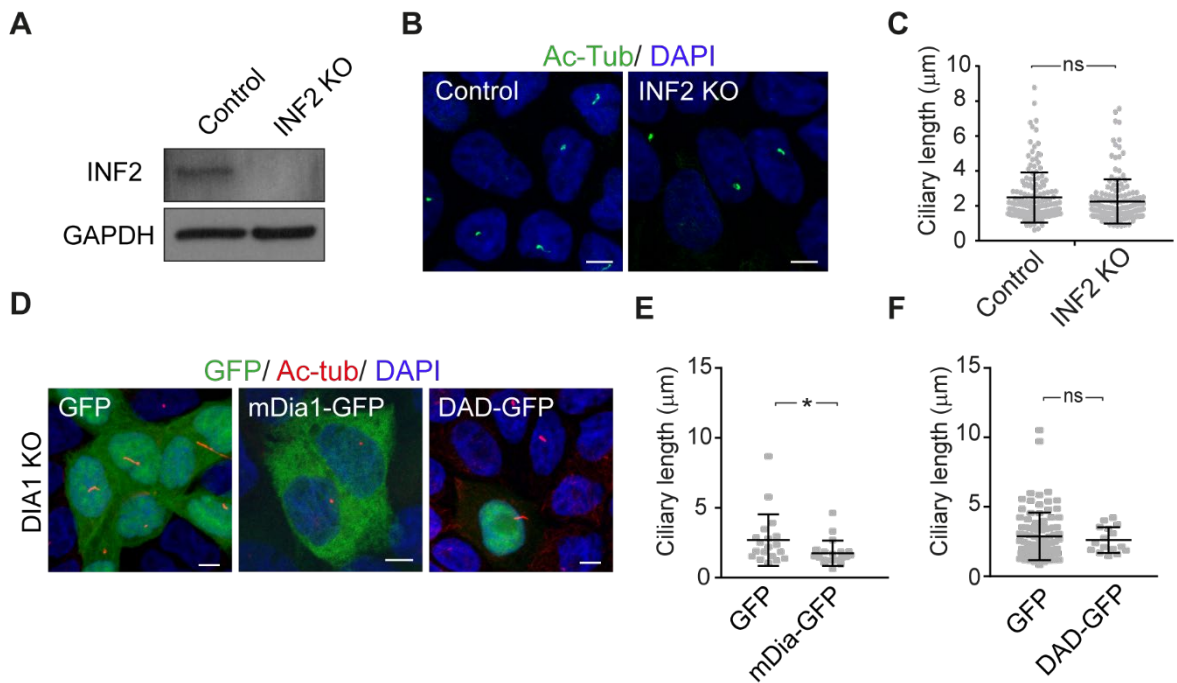 A
Control
INF2 KO
INF2
GAPDH
B
Ac-Tub/ DAPI
Control
INF2 KO
C
Ciliary length (μm)
10
8
6
4
2
0
ns
Control
INF2 KO
D
GFP/ Ac-tub/ DAPI
DIA1 KO
GFP
mDia1-GFP
DAD-GFP
E
Ciliary length (μm)
15
10
5
0
*
GFP
mDia-GFP
F
Ciliary length (μm)
15
10
5
0
ns
GFP
DAD-GFP